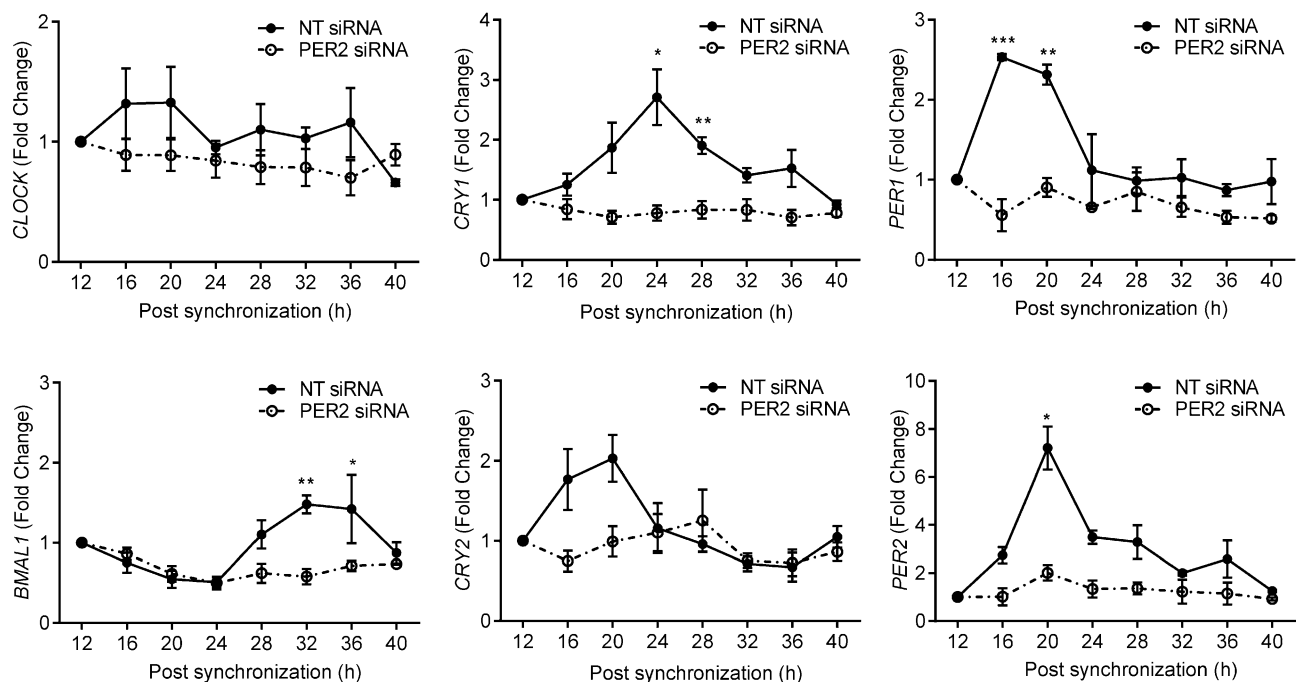 CLOCK (Fold Change)
2
1
0
NT siRNA
PER2 siRNA
12 16 20 24 28 32 36 40
Post synchronization (h)
CRY1 (Fold Change)
4
3
2
1
0
*
**
NT siRNA
PER2 siRNA
12 16 20 24 28 32 36 40
Post synchronization (h)
PER1 (Fold Change)
3
2
1
0
***
**
NT siRNA
PER2 siRNA
12 16 20 24 28 32 36 40
Post synchronization (h)
BMAL1 (Fold Change)
3
2
1
0
**
*
NT siRNA
PER2 siRNA
12 16 20 24 28 32 36 40
Post synchronization (h)
CRY2 (Fold Change)
3
2
1
0
NT siRNA
PER2 siRNA
12 16 20 24 28 32 36 40
Post synchronization (h)
PER2 (Fold Change)
10
8
6
4
2
0
*
NT siRNA
PER2 siRNA
12 16 20 24 28 32 36 40
Post synchronization (h)